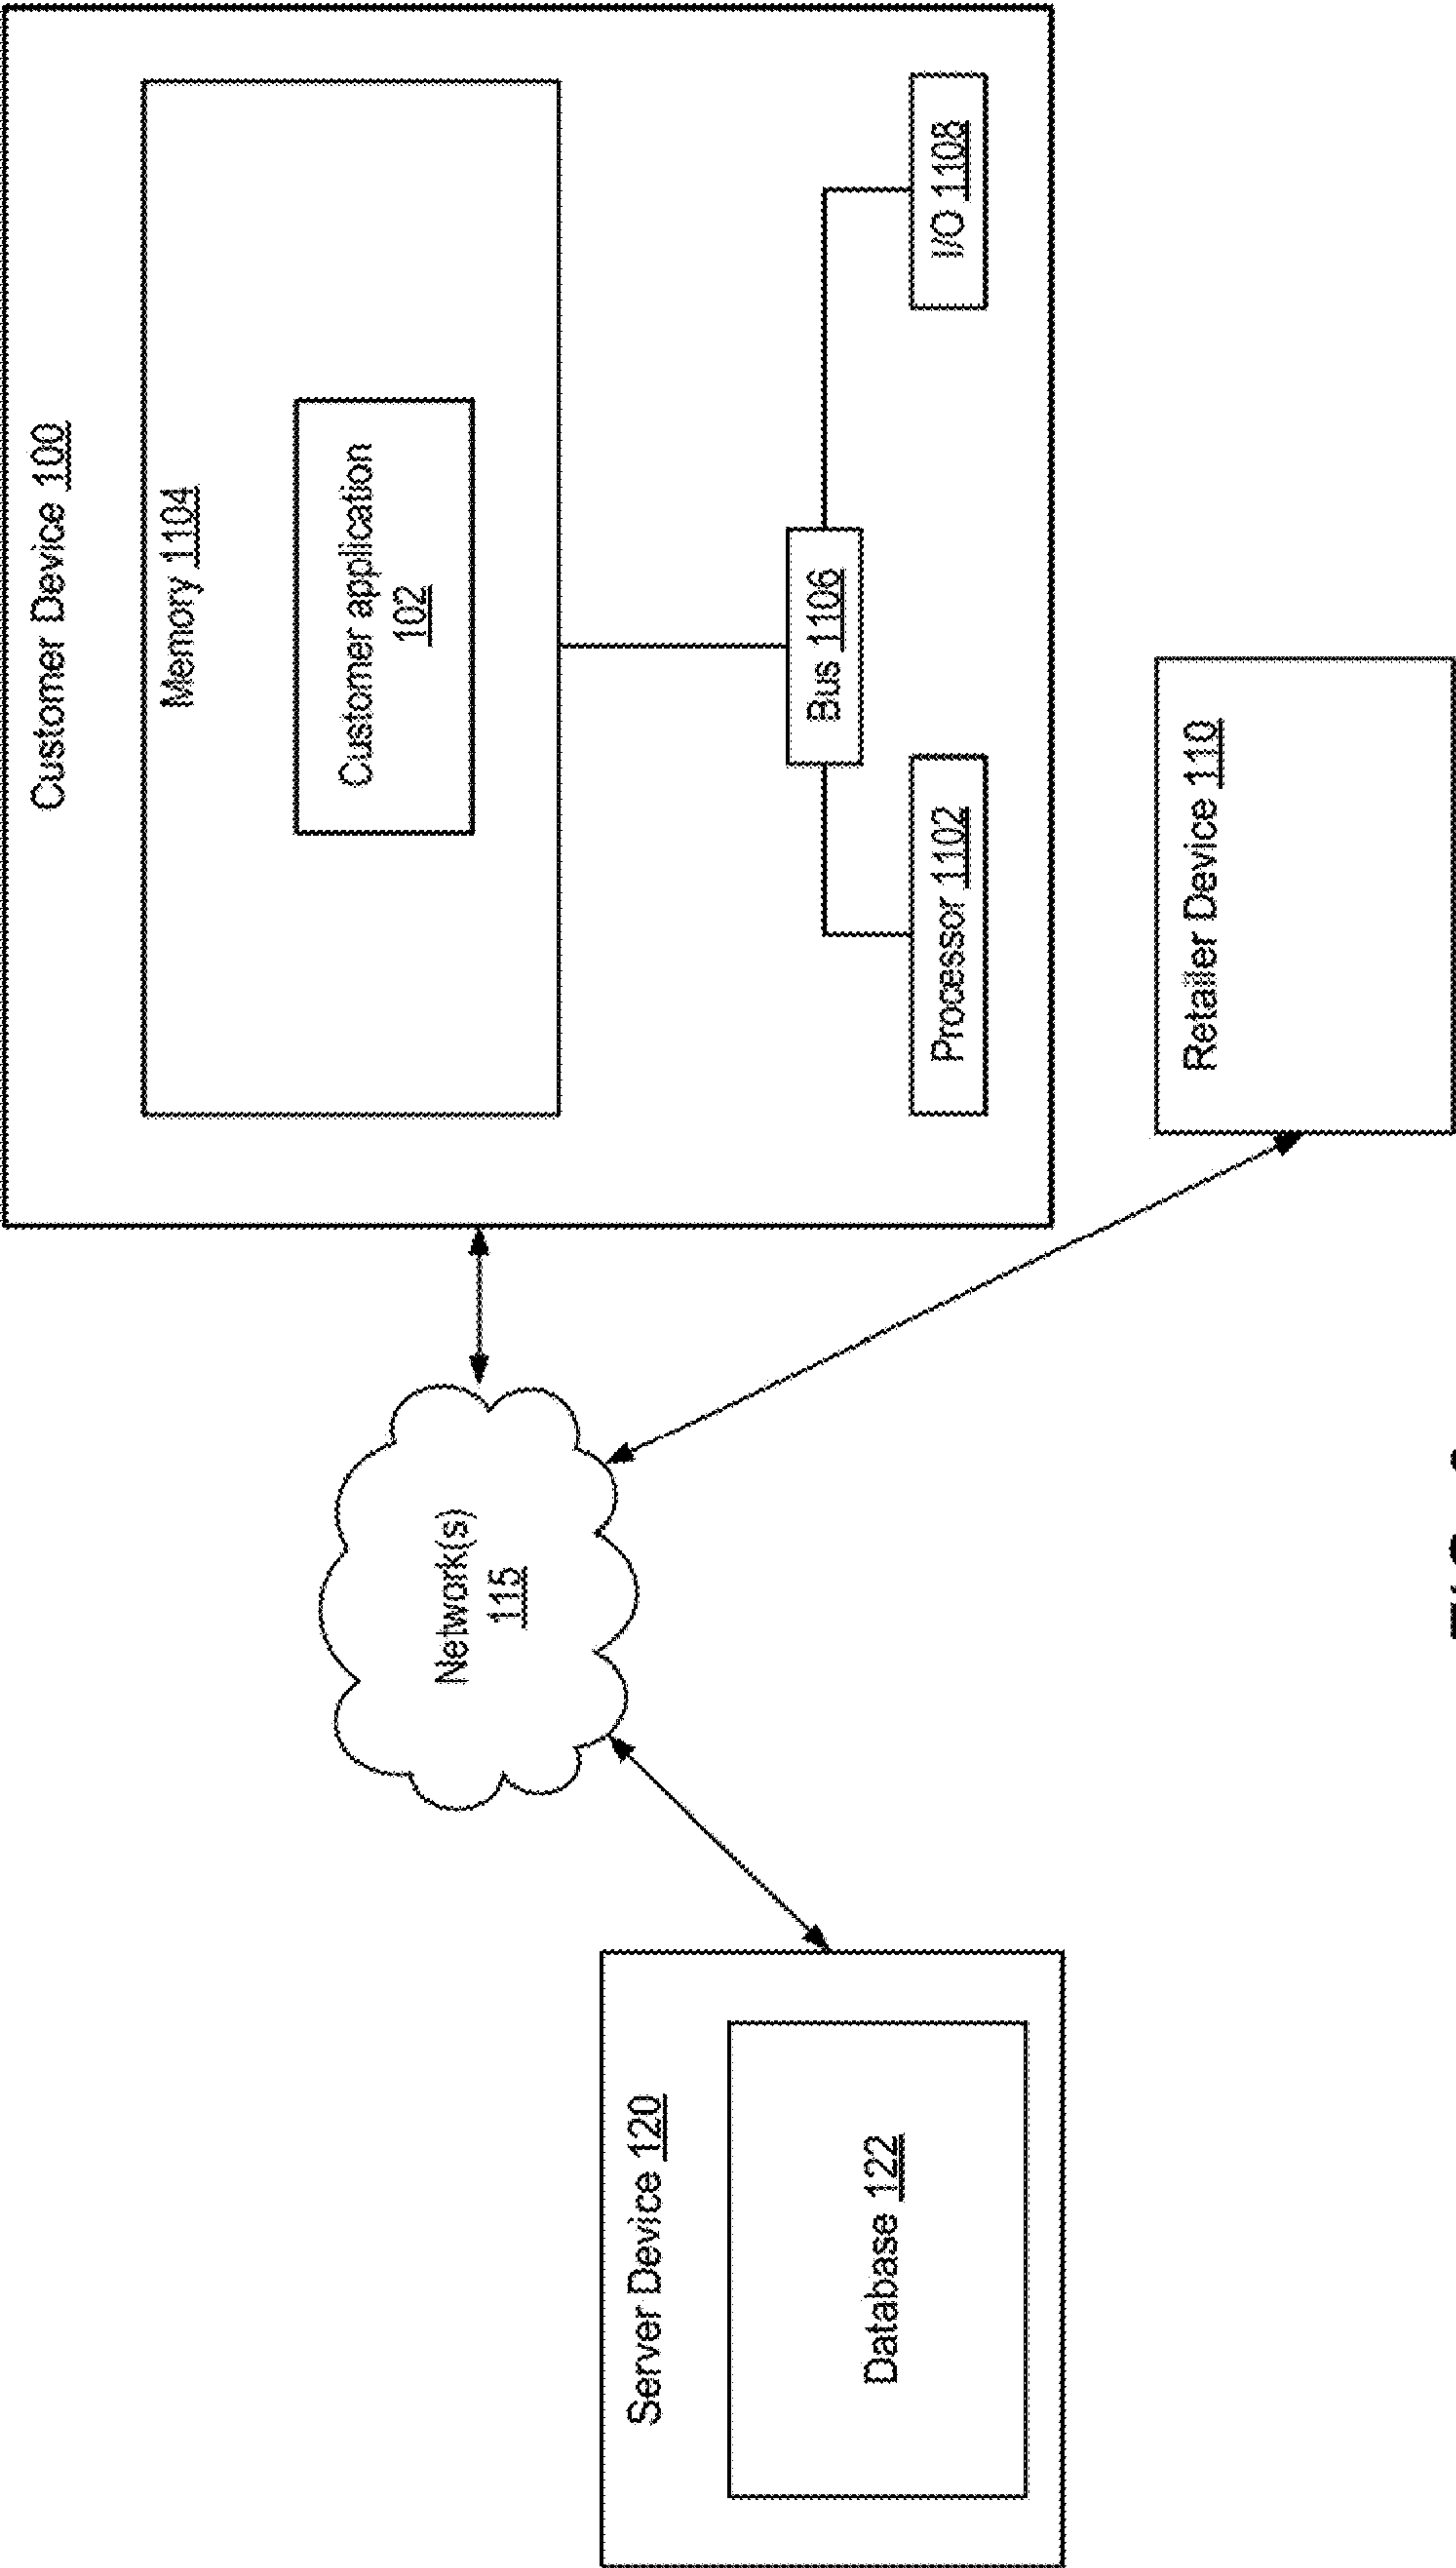 Customer Device 100
Memory 1104
Customer application
102
Bus 1106
Processor 1102
I/O 1108
Network(s)
115
Server Device 120
Database 122
Retailer Device 110